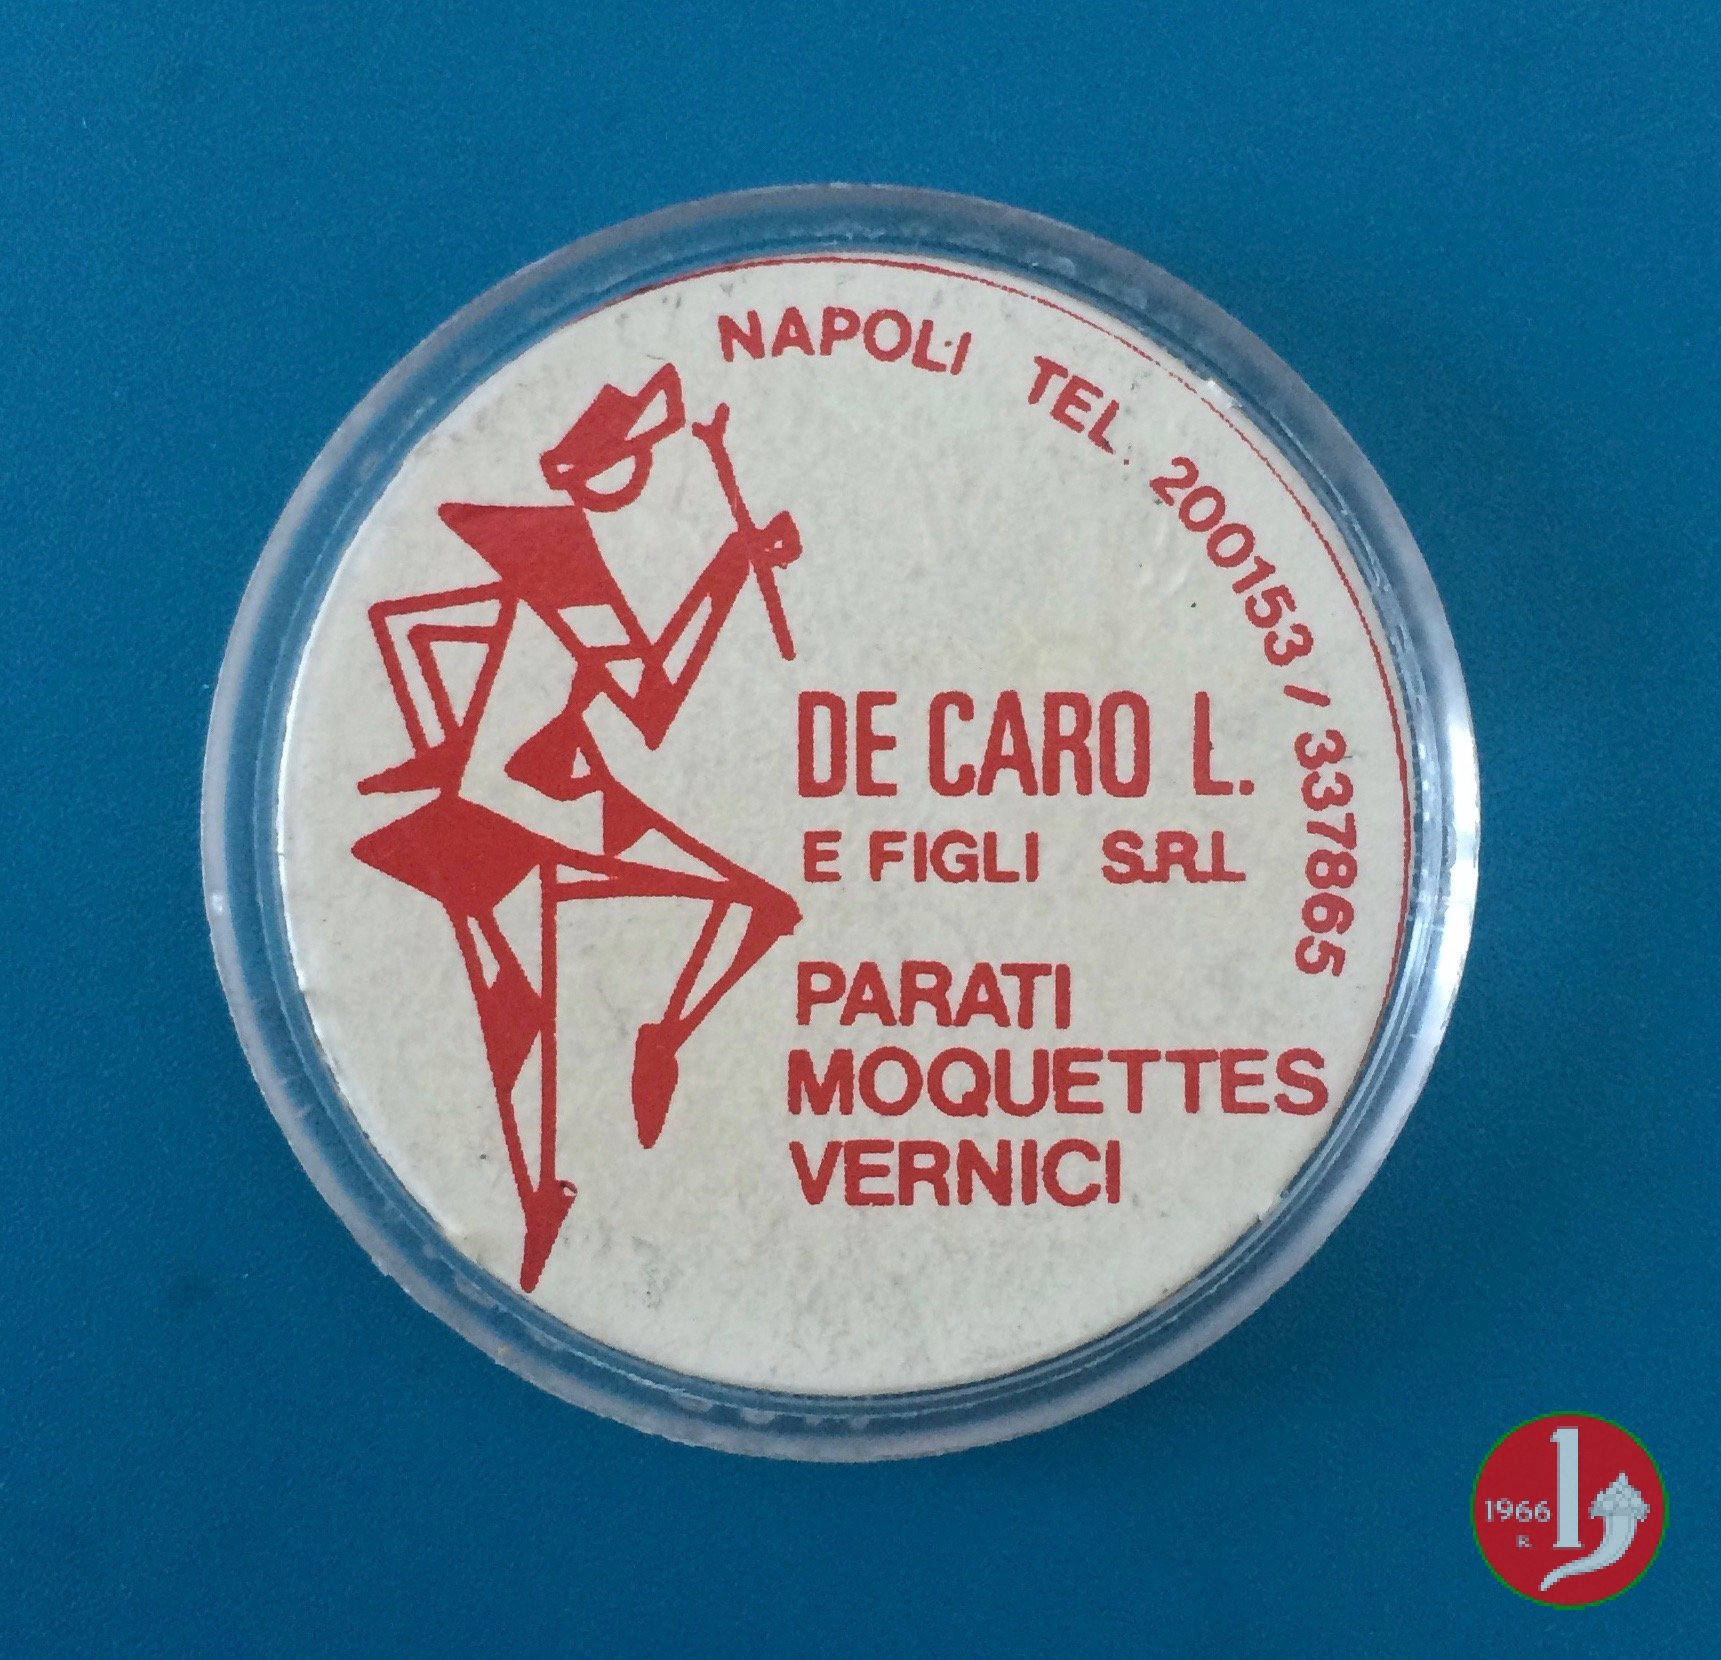 NAPOLI TEL. 200153 / 337865
DE CARO L.
E FIGLI S.R.L
PARATI
MOQUETTES
VERNICI
1966
R.